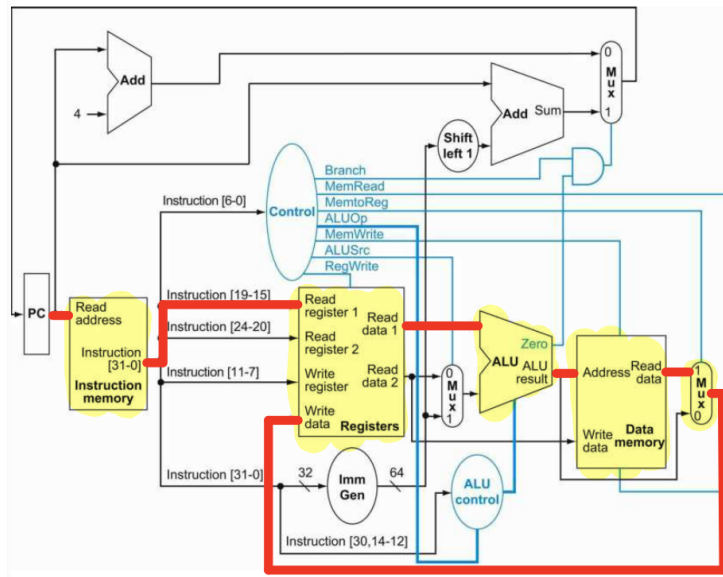 Add
4
0
M
u
x
1
Add
Sum
Shift
left 1
Branch
MemRead
MemtoReg
ALUOp
MemWrite
ALUSrc
RegWrite
Control
Instruction [6-0]
Instruction [19-15]
Instruction [24-20]
Instruction [11-7]
Instruction [31-0]
PC
Read
address
Instruction
[31-0]
Instruction
memory
Read
register 1
Read
register 2
Write
register
Write
data
Read
data 1
Read
data 2
Registers
0
M
u
x
1
Zero
ALU
ALU
result
Address
Read
data
Write
data
Data
memory
1
M
u
x
0
32
Imm
Gen
64
ALU
control
Instruction [30,14-12]